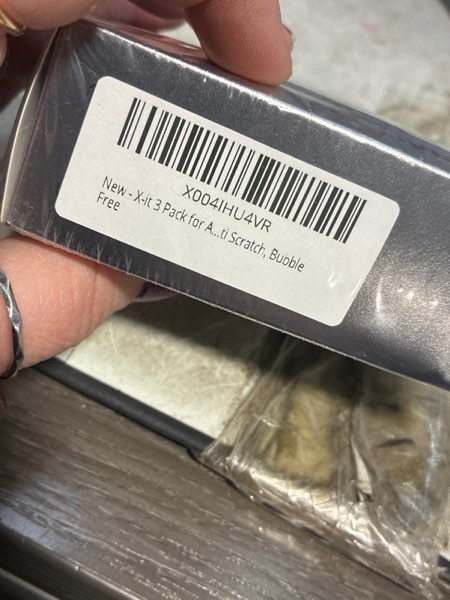 X004IHU4VR
New - X-it 3 Pack for A...ti Scratch, Bubble
Free